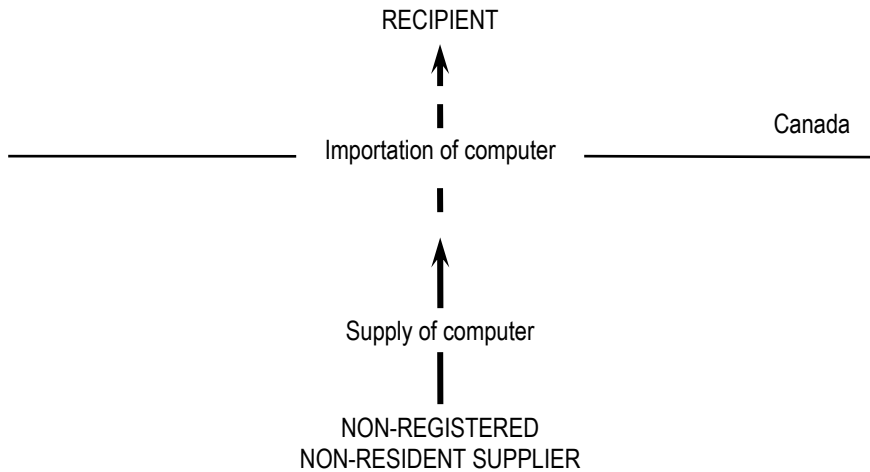 RECIPIENT
Canada
Importation of computer
Supply of computer
NON-REGISTERED
NON-RESIDENT SUPPLIER